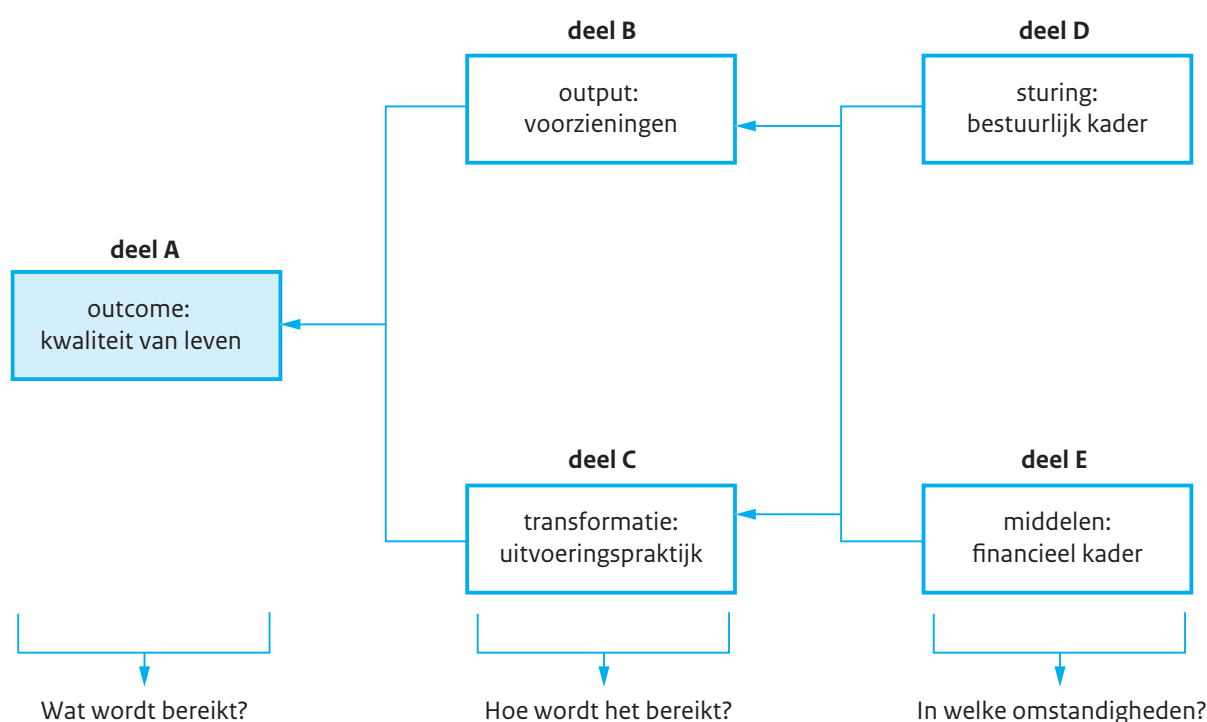 deel B
output:
voorzieningen
deel D
sturing:
bestuurlijk kader
deel A
outcome:
kwaliteit van leven
deel C
transformatie:
uitvoeringspraktijk
deel E
middelen:
financieel kader
Wat wordt bereikt?
Hoe wordt het bereikt?
In welke omstandigheden?